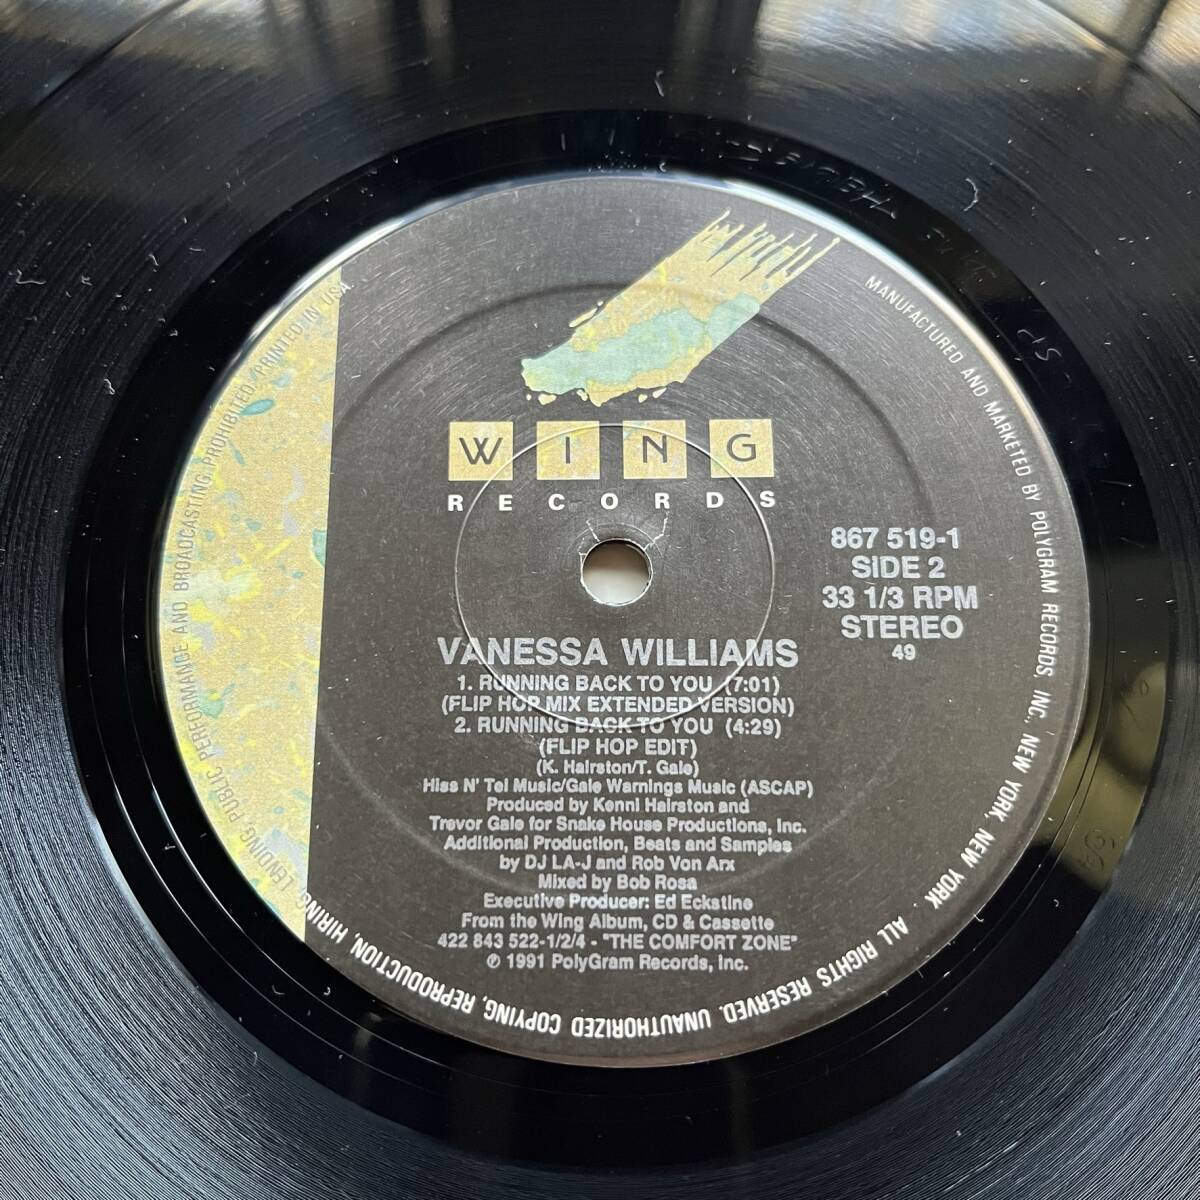 WING
RECORDS
867 519-1
SIDE 2
33 1/3 RPM
STEREO
49
VANESSA WILLIAMS
1. RUNNING BACK TO YOU (7:01)
(FLIP HOP MIX EXTENDED VERSION)
2. RUNNING BACK TO YOU (4:29)
(FLIP HOP EDIT)
(K. Hairston/T. Gale)
Hiss N' Tel Music/Gale Warnings Music (ASCAP)
Produced by Kenni Hairston and
Trevor Gale for Snake House Productions, Inc.
Additional Production, Beats and Samples
by DJ LA-J and Rob Von Arx
Mixed by Bob Rosa
Executive Producer: Ed Eckstine
From the Wing Album, CD & Cassette
422 843 522-1/2/4 - "THE COMFORT ZONE"
℗ 1991 PolyGram Records, Inc.
MANUFACTURED AND MARKETED BY POLYGRAM RECORDS, INC. NEW YORK, NEW YORK . ALL RIGHTS RESERVED. UNAUTHORIZED COPYING, REPRODUCTION, HIRING, LENDING PUBLIC PERFORMANCE AND BROADCASTING PROHIBITED. PRINTED IN USA.